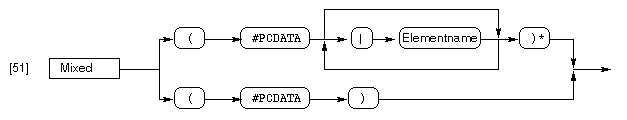 ( #PCDATA | Elementname )*
[51] Mixed
( #PCDATA )